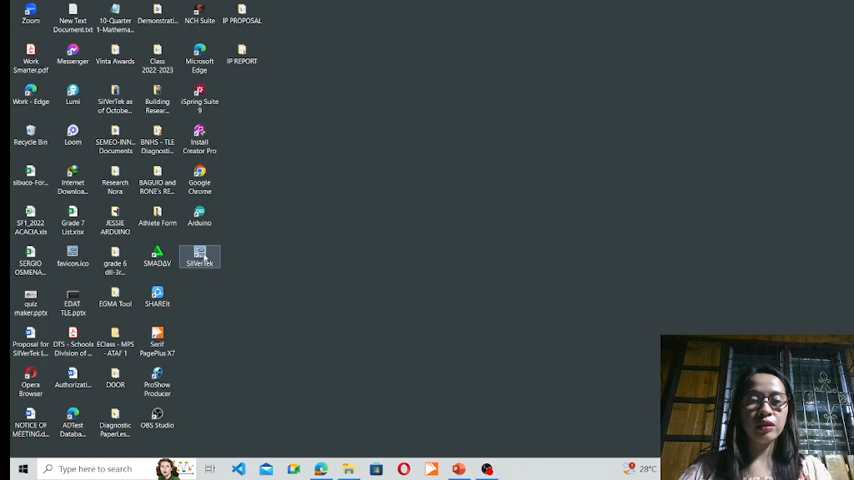 Zoom
New Text
Document.txt
10-Quarter
1-Mathema...
Demonstrati...
NCH Suite
IP PROPOSAL
Work
Smarter.pdf
Messenger
Vinta Awards
Class
2022-2023
Microsoft
Edge
IP REPORT
Work - Edge
Lumi
SilVerTek as
of Octobe...
Building
Resear...
iSpring Suite
9
Recycle Bin
Loom
SEMEO-INN...
Documents
BNHS - TLE
Diagnosti...
Install
Creator Pro
sibuco-For...
Internet
Downloa...
Research
Nora
BAGUIO and
RONE's RE...
Google
Chrome
SF1_2022
ACACIA.xls
Grade 7
List.xlsx
JESSIE
ARDUINO
Athlete Form
Arduino
SERGIO
OSMENA...
favicon.ico
grade 6
dll-3r...
SMADΔV
SilVerTek
quiz
maker.pptx
EDAT
TLE.pptx
EGMA Tool
SHAREit
Proposal for
SilVerTek I...
DTS - Schools
Division of ...
EClass - MPS
- ATAF 1
Serif
PagePlus X7
Opera
Browser
Authorizati...
DOOR
ProShow
Producer
NOTICE OF
MEETING.d...
ADTest
Databa...
Diagnostic
PaperLes...
OBS Studio
Type here to search
28°C